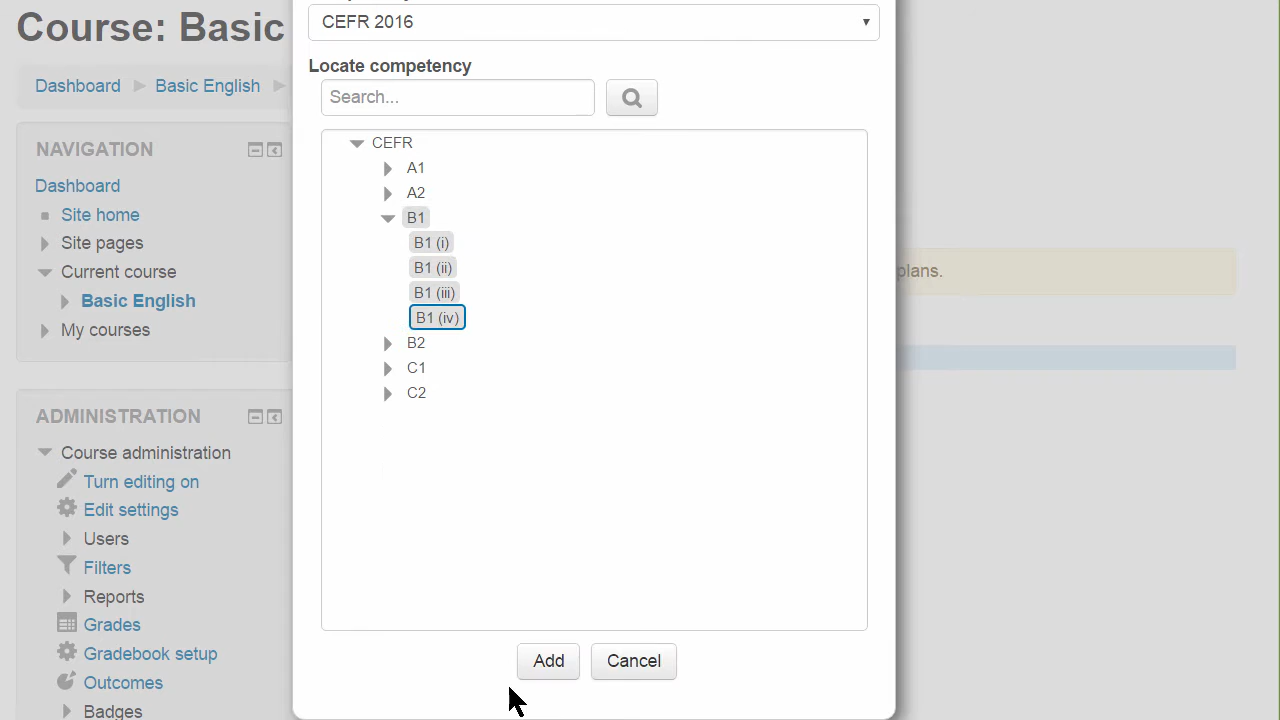 Course: Basic
Dashboard Basic English
NAVIGATION
Dashboard
Site home
Site pages
Current course
Basic English
My courses
ADMINISTRATION
Course administration
Turn editing on
Edit settings
Users
Filters
Reports
Grades
Gradebook setup
Outcomes
Badges
CEFR 2016
Locate competency
Search...
CEFR
A1
A2
B1
B1 (i)
B1 (ii)
B1 (iii)
B1 (iv)
B2
C1
C2
Add Cancel
plans.